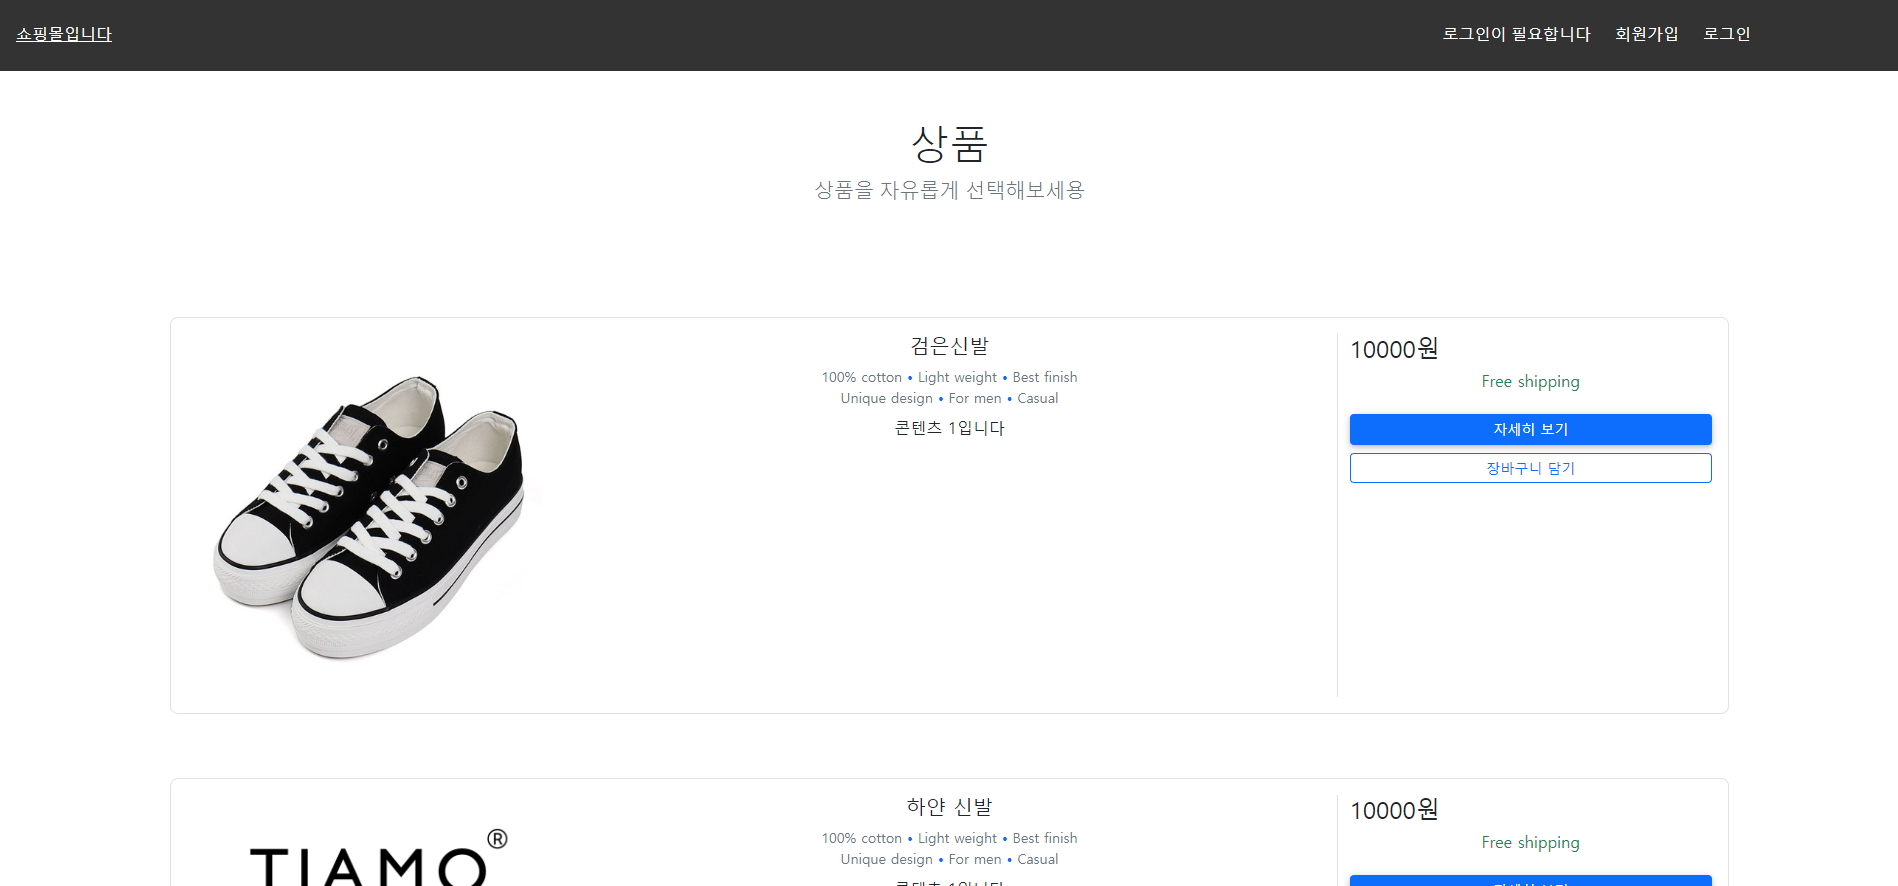 쇼핑몰입니다
로그인이 필요합니다 회원가입 로그인
상품
상품을 자유롭게 선택해보세용
검은신발
100% cotton • Light weight • Best finish
Unique design • For men • Casual
콘텐츠 1입니다
10000원
Free shipping
자세히 보기
장바구니 담기
TIAMO®
하얀 신발
100% cotton • Light weight • Best finish
Unique design • For men • Casual
10000원
Free shipping